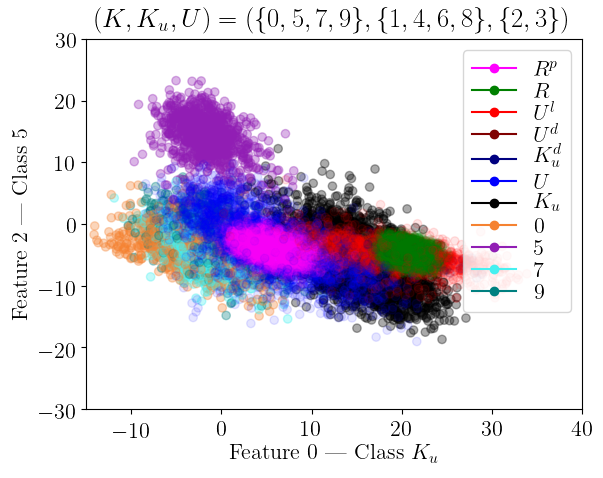 (K, K_u, U) = ({0, 5, 7, 9}, {1, 4, 6, 8}, {2, 3})
30
20
10
0
−10
−20
−30
Feature 2 — Class 5
R^p
R
U^l
U^d
K_u^d
U
K_u
0
5
7
9
−10
0
10
20
30
40
Feature 0 — Class K_u